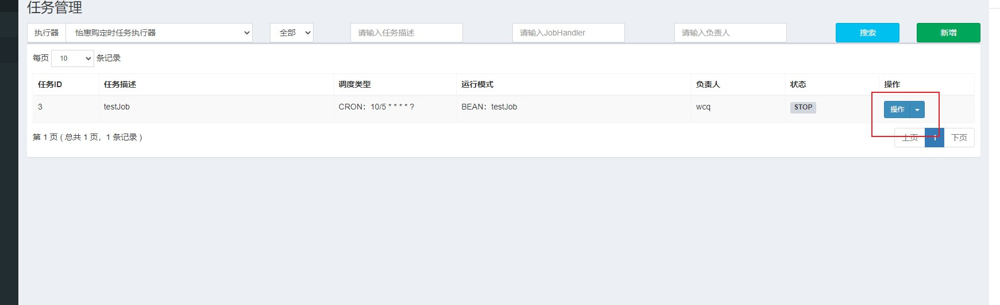 任务管理
执行器 怡惠购定时任务执行器 全部 请输入任务描述 请输入JobHandler 请输入负责人 搜索 新增
每页 10 条记录
任务ID 任务描述 调度类型 运行模式 负责人 状态 操作
3 testJob CRON：10/5 * * * * ? BEAN：testJob wcq STOP 操作
第 1 页 ( 总共 1 页，1 条记录 ) 上页 1 下页